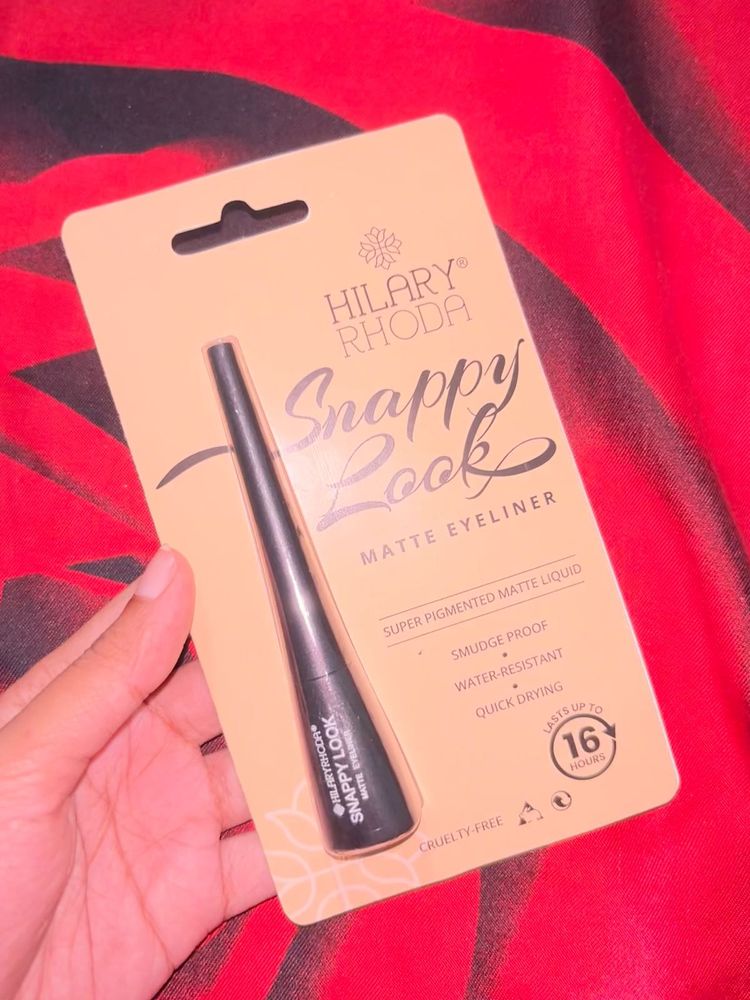 HILARY®
RHODA
Snappy
Look
MATTE EYELINER
SUPER PIGMENTED MATTE LIQUID
SMUDGE PROOF
WATER-RESISTANT
QUICK DRYING
LASTS UP TO
16
HOURS
CRUELTY-FREE
HILARYRHODA®
SNAPPY LOOK
MATTE EYELINER